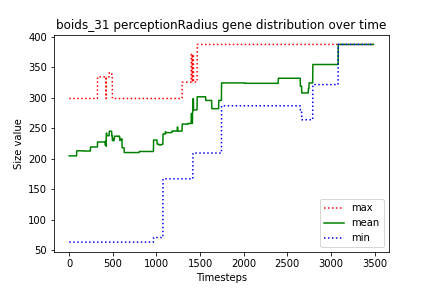 boids_31 perceptionRadius gene distribution over time
Size value
400
350
300
250
200
150
100
50
0
500
1000
1500
2000
2500
3000
3500
Timesteps
max
mean
min